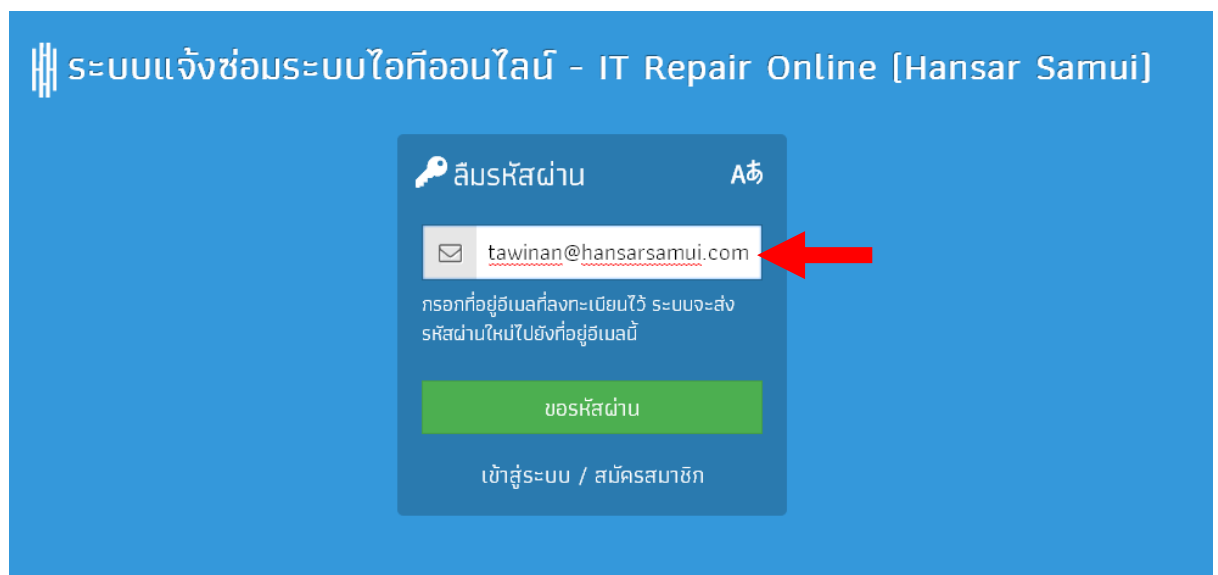 ระบบแจ้งซ่อมระบบไอทีออนไลน์ - IT Repair Online [Hansar Samui]
ลืมรหัสผ่าน Aあ
tawinan@hansarsamui.com
กรอกที่อยู่อีเมลที่ลงทะเบียนไว้ ระบบจะส่ง
รหัสผ่านใหม่ไปยังที่อยู่อีเมลนี้
ขอรหัสผ่าน
เข้าสู่ระบบ / สมัครสมาชิก